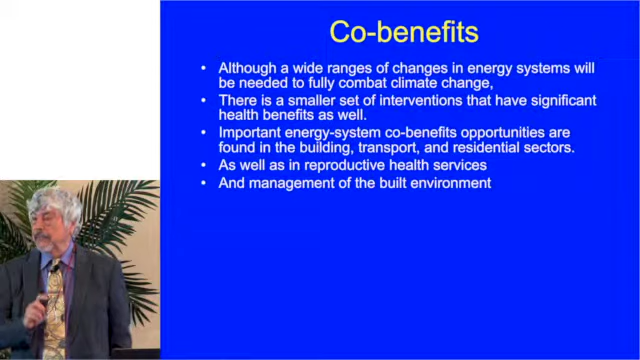 Co-benefits
• Although a wide ranges of changes in energy systems will
be needed to fully combat climate change,
• There is a smaller set of interventions that have significant
health benefits as well.
• Important energy-system co-benefits opportunities are
found in the building, transport, and residential sectors.
• As well as in reproductive health services
• And management of the built environment